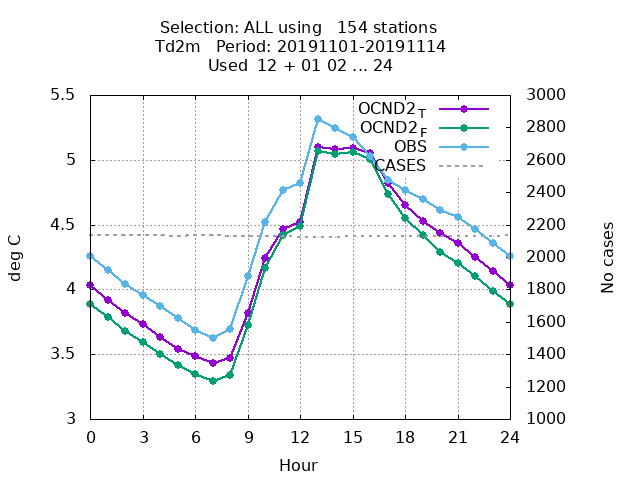 Selection: ALL using   154 stations
Td2m   Period: 20191101-20191114
Used  12 + 01 02 ... 24
OCND2 T
OCND2 F
OBS
CASES
5.5
5
4.5
4
3.5
3
3000
2800
2600
2400
2200
2000
1800
1600
1400
1200
1000
deg C
No cases
0 3 6 9 12 15 18 21 24
Hour